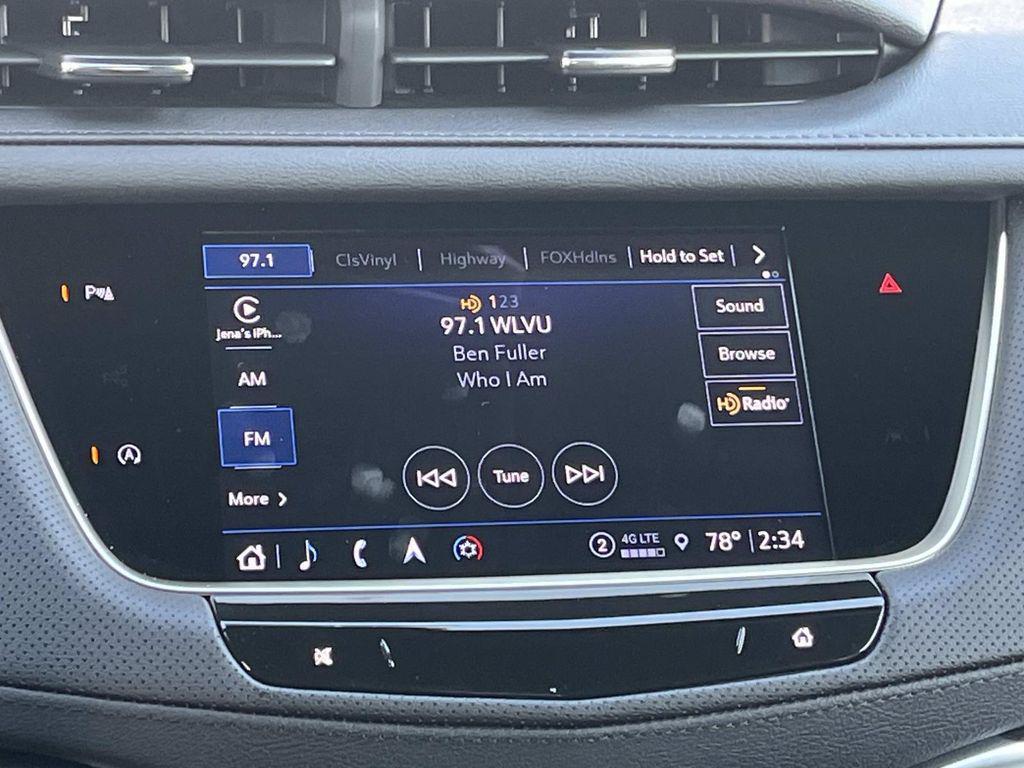 97.1 ClsVinyl Highway FOXHdlns Hold to Set
Jena's iPh...
AM
FM
More
HD 123
97.1 WLVU
Ben Fuller
Who I Am
Sound
Browse
HD Radio
Tune
2 4G LTE 78° 2:34
P
A